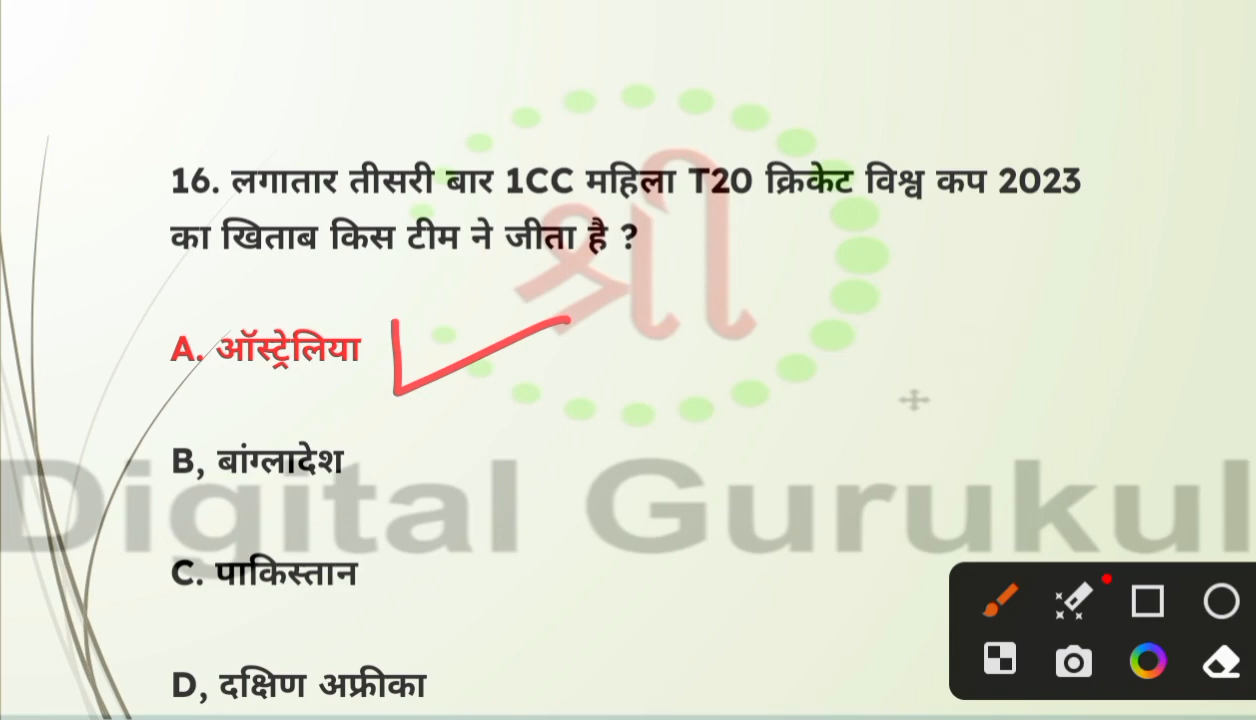 16. लगातार तीसरी बार 1CC महिला T20 क्रिकेट विश्व कप 2023
का खिताब किस टीम ने जीता है ?
श्री
A. ऑस्ट्रेलिया
B, बांग्लादेश
Digital Gurukul
C. पाकिस्तान
D, दक्षिण अफ्रीका